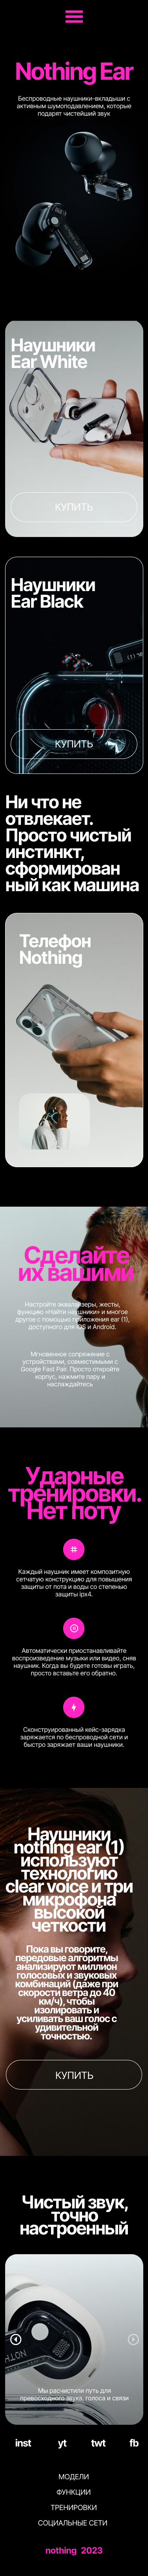 Nothing Ear
Беспроводные наушники-вкладыши с
активным шумоподавлением, которые
подарят чистейший звук
Наушники
Ear White
КУПИТЬ
Наушники
Ear Black
КУПИТЬ
Ни что не
отвлекает.
Просто чистый
инстинкт,
сформирован
ный как машина
Телефон
Nothing
Сделайте
их вашими
Настройте эквалайзеры, жесты,
функцию «Найти наушники» и многое
другое с помощью приложения ear (1),
доступного для iOS и Android.
Мгновенное сопряжение с
устройствами, совместимыми с
Google Fast Pair. Просто откройте
корпус, нажмите пару и
наслаждайтесь
Ударные
тренировки.
Нет поту
Каждый наушник имеет композитную
сетчатую конструкцию для повышения
защиты от пота и воды со степенью
защиты ipx4.
Автоматически приостанавливайте
воспроизведение музыки или видео, сняв
наушник. Когда вы будете готовы играть,
просто вставьте его обратно.
Сконструированный кейс-зарядка
заряжается по беспроводной сети и
быстро заряжает ваши наушники.
Наушники
nothing ear (1)
используют
технологию
clear voice и три
микрофона
высокой
четкости
Пока вы говорите,
передовые алгоритмы
анализируют миллион
голосовых и звуковых
комбинаций (даже при
скорости ветра до 40
км/ч), чтобы
изолировать и
усиливать ваш голос с
удивительной
точностью.
КУПИТЬ
Чистый звук,
точно
настроенный
Мы расчистили путь для
превосходного звука, голоса и связи
inst yt twt fb
МОДЕЛИ
ФУНКЦИИ
ТРЕНИРОВКИ
СОЦИАЛЬНЫЕ СЕТИ
nothing 2023